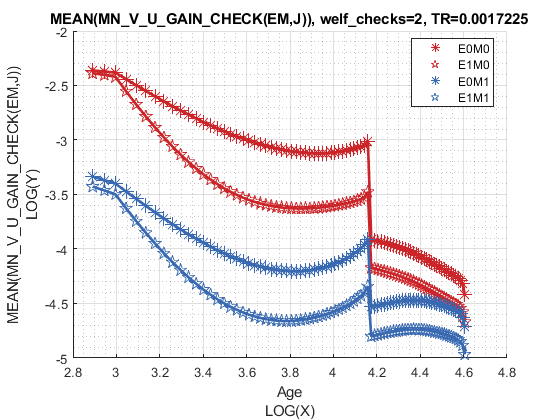 MEAN(MN_V_U_GAIN_CHECK(EM,J)), welf_checks=2, TR=0.0017225
MEAN(MN_V_U_GAIN_CHECK(EM,J))
LOG(Y)
-2
-2.5
-3
-3.5
-4
-4.5
-5
E0M0
E1M0
E0M1
E1M1
2.8
3
3.2
3.4
3.6
3.8
4
4.2
4.4
4.6
4.8
Age
LOG(X)